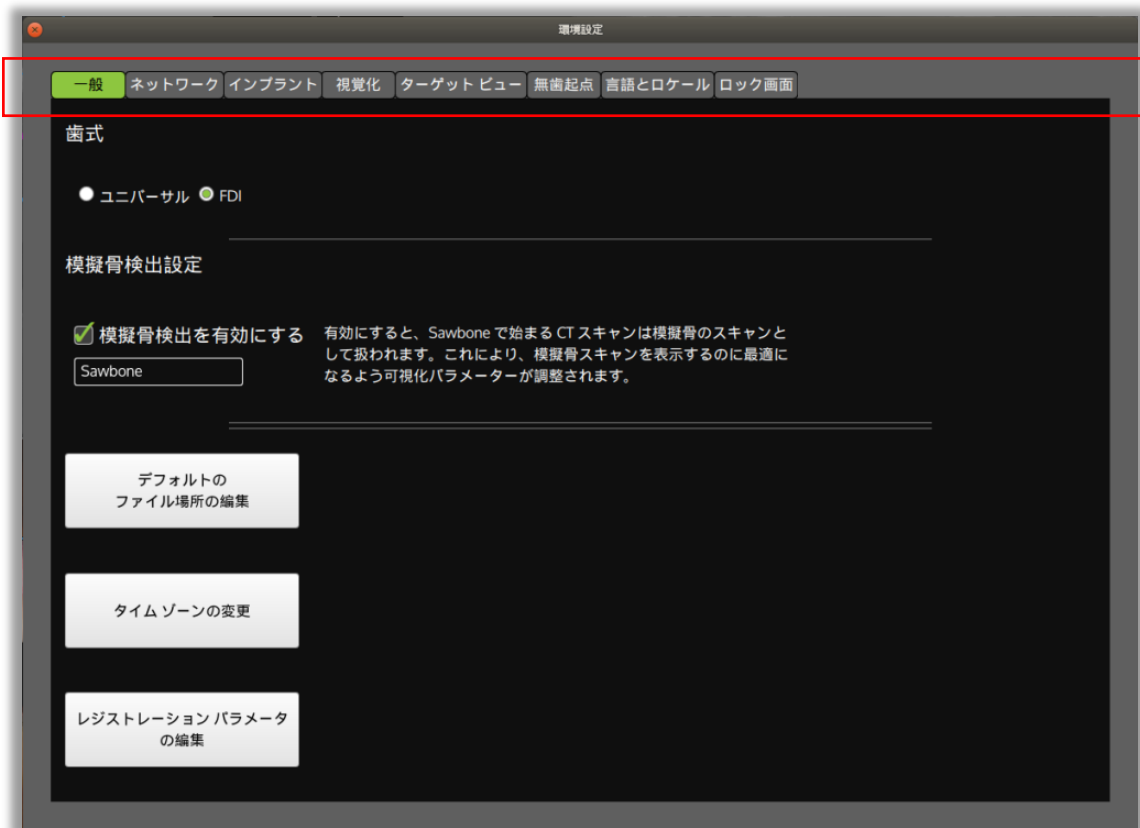 環境設定
一般 ネットワーク インプラント 視覚化 ターゲット ビュー 無歯起点 言語とロケール ロック画面
歯式
ユニバーサル FDI
模擬骨検出設定
模擬骨検出を有効にする
Sawbone
有効にすると、Sawbone で始まる CT スキャンは模擬骨のスキャンと
して扱われます。これにより、模擬骨スキャンを表示するのに最適に
なるよう可視化パラメーターが調整されます。
デフォルトの
ファイル場所の編集
タイム ゾーンの変更
レジストレーション パラメータ
の編集